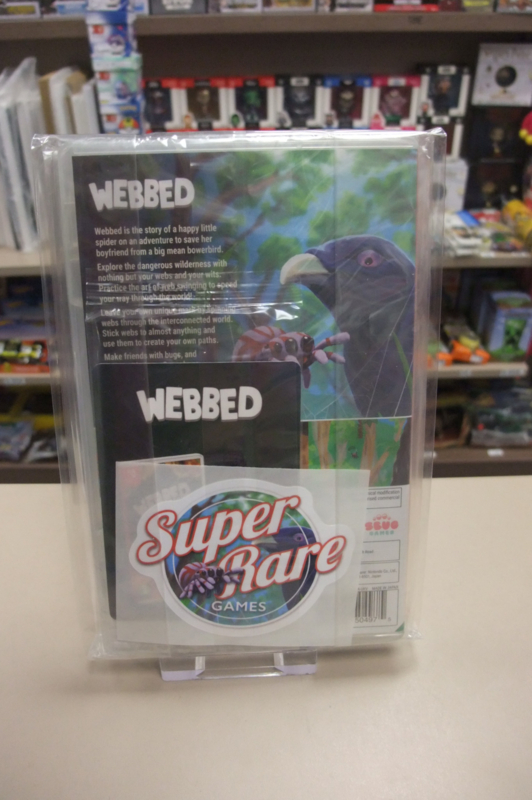 WEBBED
Webbed is the story of a happy little
spider on an adventure to save her
boyfriend from a big mean bowerbird.
Explore the dangerous wilderness with
nothing but your webs and your wits.
Practice the art of web swinging to speed
your way through the world!
webs through the interconnected world.
Stick webs to almost anything and
use them to create your own paths.
Make friends with bugs, and
WEBBED
Super
Rare
GAMES
SBUG
GAMES